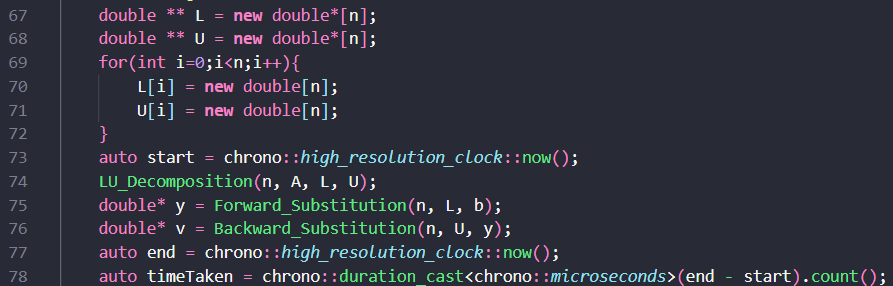 67 double ** L = new double*[n];
68 double ** U = new double*[n];
69 for(int i=0;i<n;i++){
70 L[i] = new double[n];
71 U[i] = new double[n];
72 }
73 auto start = chrono::high_resolution_clock::now();
74 LU_Decomposition(n, A, L, U);
75 double* y = Forward_Substitution(n, L, b);
76 double* v = Backward_Substitution(n, U, y);
77 auto end = chrono::high_resolution_clock::now();
78 auto timeTaken = chrono::duration_cast<chrono::microseconds>(end - start).count();